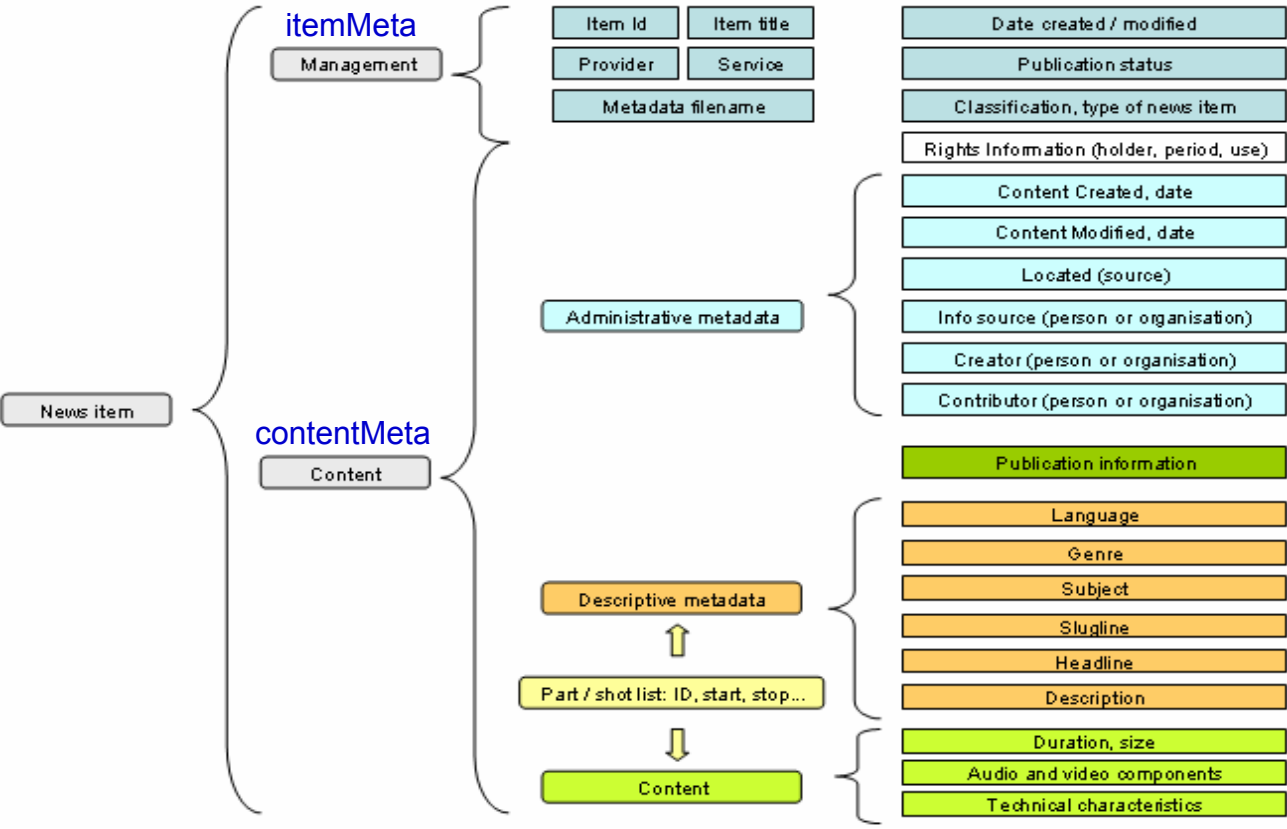 itemMeta
Management
Item Id
Item title
Date created / modified
Provider
Service
Publication status
Metadata filename
Classification, type of news item
Rights Information (holder, period, use)
Content Created, date
Content Modified, date
Located (source)
Administrative metadata
Info source (person or organisation)
Creator (person or organisation)
Contributor (person or organisation)
News item
contentMeta
Content
Publication information
Language
Genre
Descriptive metadata
Subject
Slugline
Headline
Part / shot list: ID, start, stop...
Description
Duration, size
Content
Audio and video components
Technical characteristics